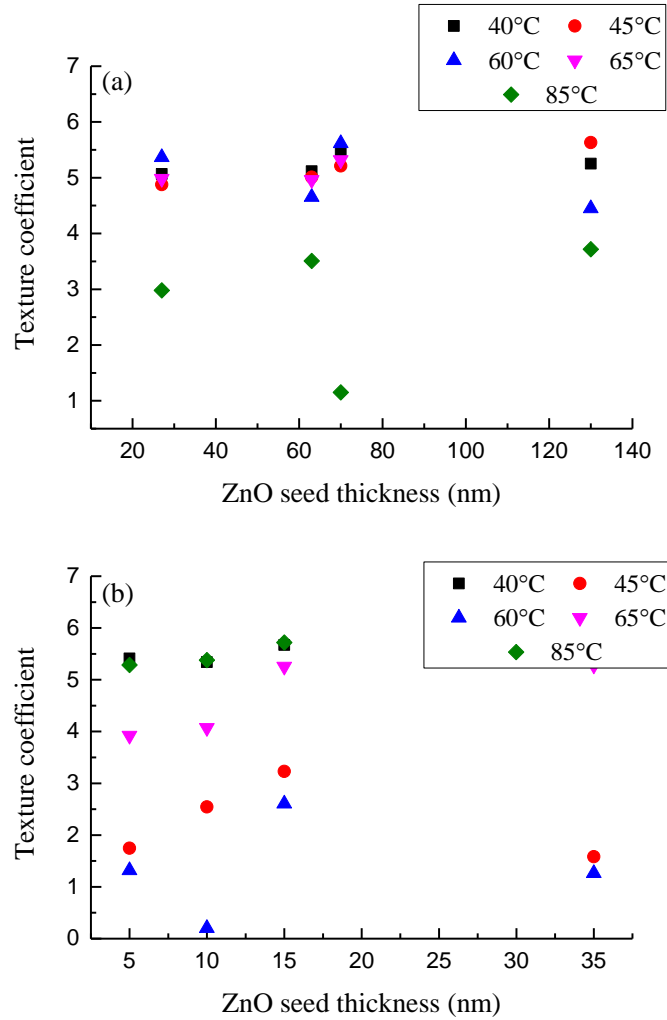 40°C 45°C
60°C 65°C
85°C
(a)
7
6
5
4
3
2
1
Texture coefficient
20 40 60 80 100 120 140
ZnO seed thickness (nm)
40°C 45°C
60°C 65°C
85°C
(b)
7
6
5
4
3
2
1
0
Texture coefficient
5 10 15 20 25 30 35
ZnO seed thickness (nm)